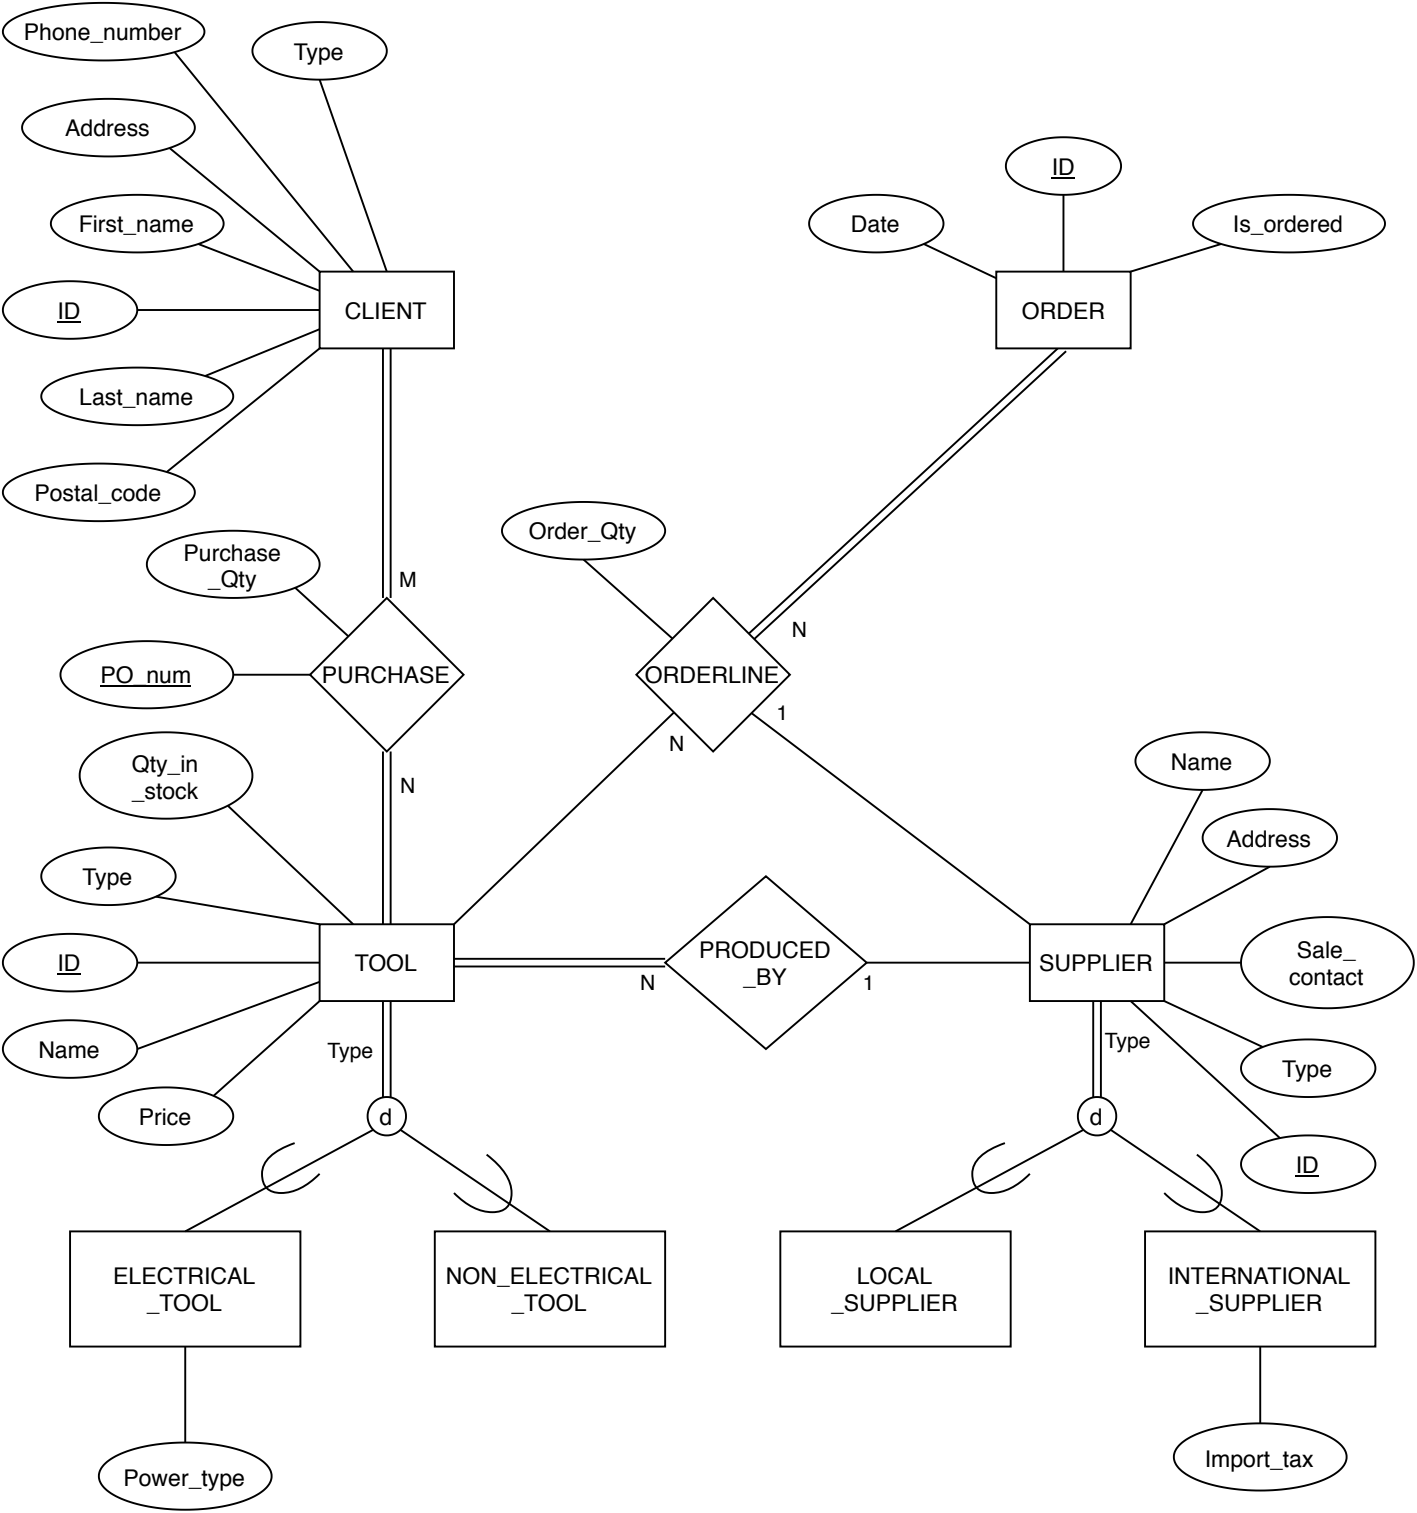 Phone_number
Type
Address
ID
First_name
Date
Is_ordered
ID
CLIENT
ORDER
Last_name
Postal_code
Order_Qty
Purchase
_Qty
M
N
PO_num
PURCHASE
ORDERLINE
1
N
Qty_in
_stock
N
Name
Address
Type
PRODUCED
_BY
Sale_
contact
ID
TOOL
SUPPLIER
N
1
Name
Type
Type
Type
Price
d
d
ID
ELECTRICAL
_TOOL
NON_ELECTRICAL
_TOOL
LOCAL
_SUPPLIER
INTERNATIONAL
_SUPPLIER
Power_type
Import_tax